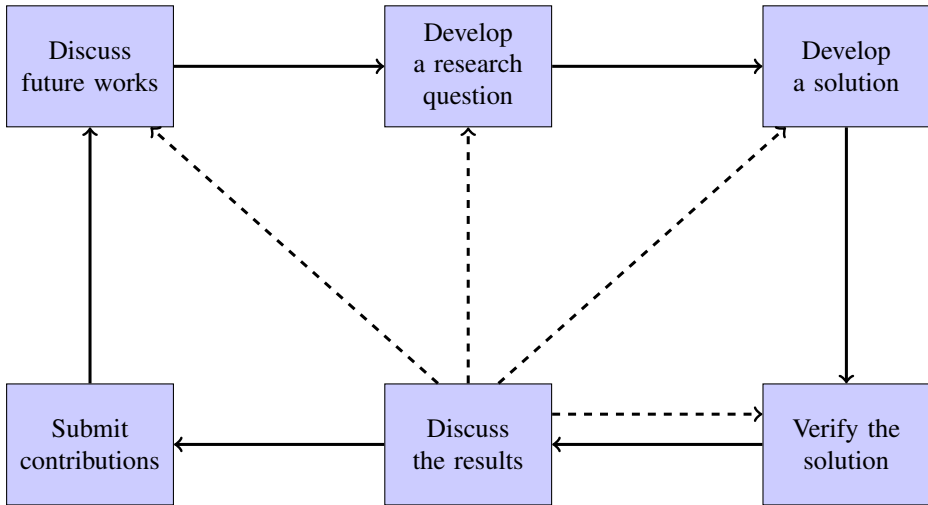 Discuss
future works
Develop
a research
question
Develop
a solution
Submit
contributions
Discuss
the results
Verify the
solution